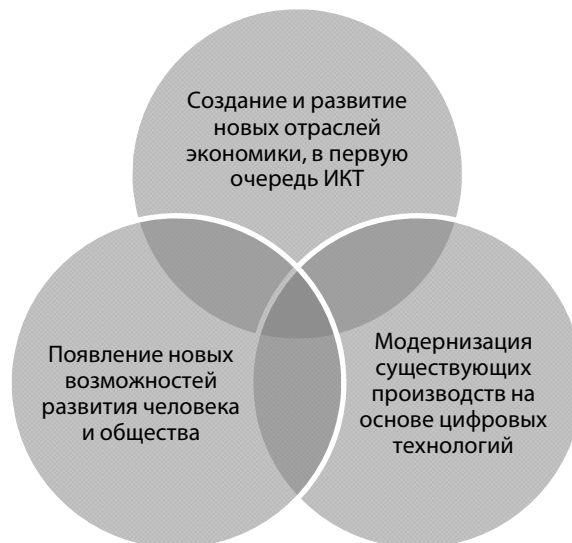 Создание и развитие
новых отраслей
экономики, в первую
очередь ИКТ
Появление новых
возможностей
развития человека
и общества
Модернизация
существующих
производств на
основе цифровых
технологий